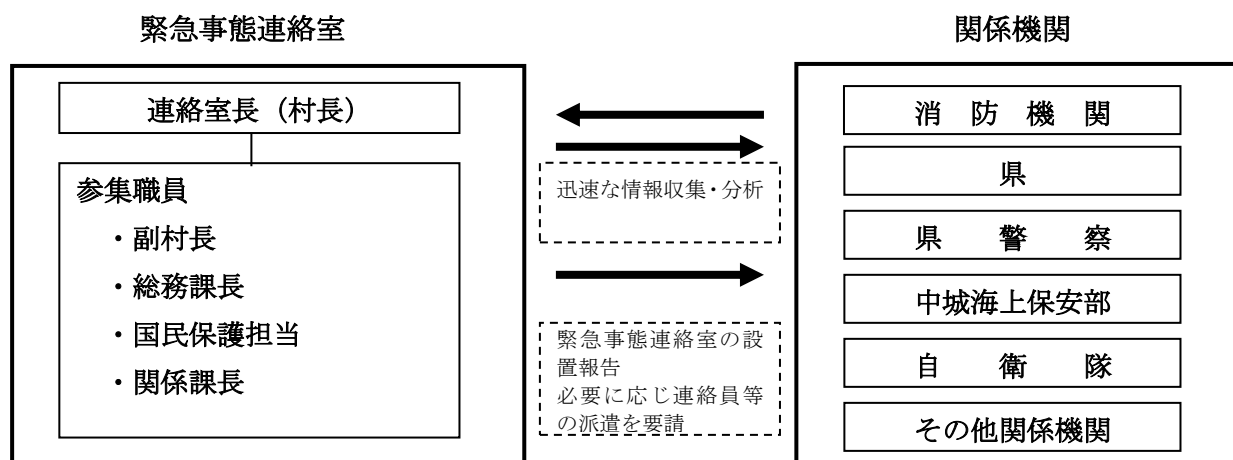 緊急事態連絡室
連絡室長（村長）
参集職員
・副村長
・総務課長
・国民保護担当
・関係課長
迅速な情報収集・分析
緊急事態連絡室の設
置報告
必要に応じ連絡員等
の派遣を要請
関係機関
消 防 機 関
県
県 警 察
中城海上保安部
自 衛 隊
その他関係機関